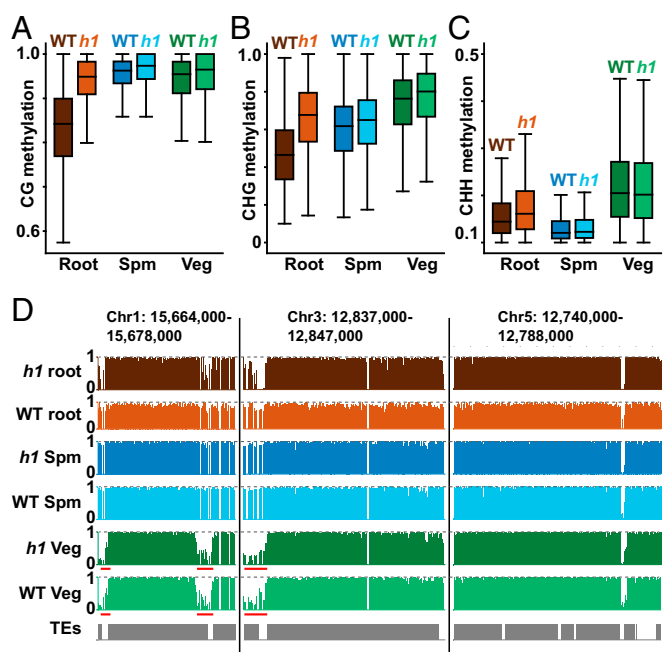 A
WT h1
WT h1
WT h1
1.0
0.6
CG methylation
Root Spm Veg
B
WT h1
WT h1
WT h1
1.0
0
CHG methylation
Root Spm Veg
C
WT h1
WT h1
WT h1
0.5
0.1
CHH methylation
Root Spm Veg
D
Chr1: 15,664,000-
15,678,000
Chr3: 12,837,000-
12,847,000
Chr5: 12,740,000-
12,788,000
h1 root 1 0
WT root 1 0
h1 Spm 1 0
WT Spm 1 0
h1 Veg 1 0
WT Veg 1 0
TEs